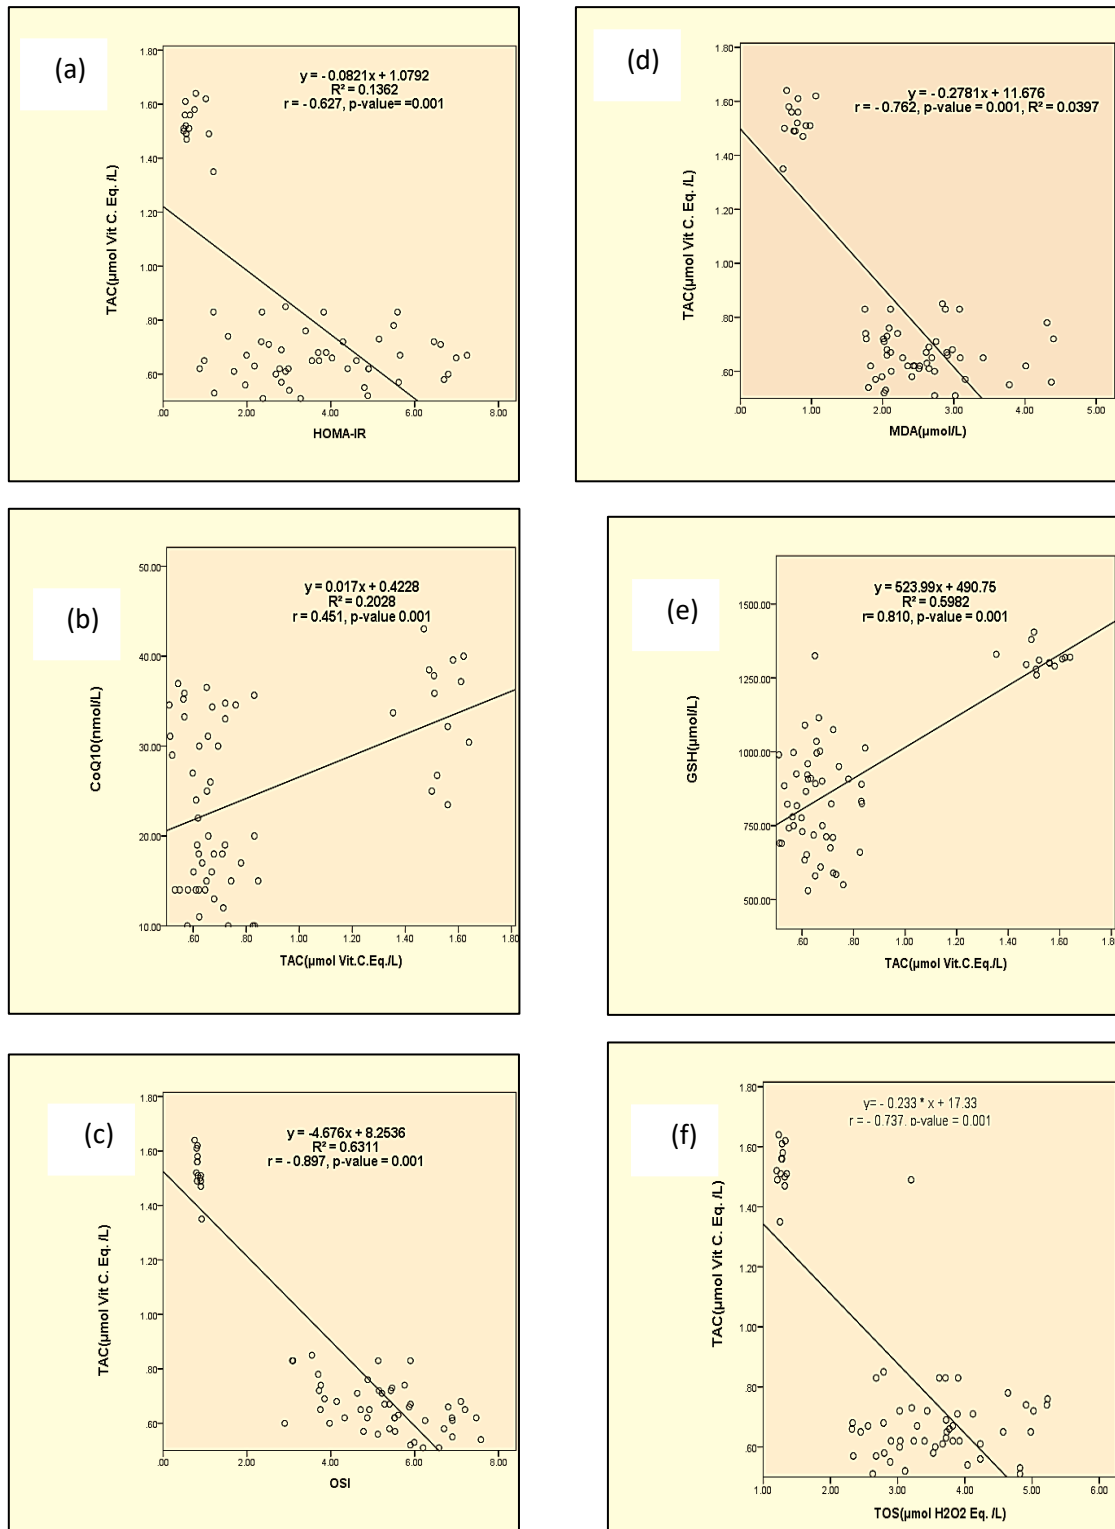 (a)
y = - 0.0821x + 1.0792
R² = 0.1362
r = - 0.627, p-value= =0.001
TAC(µmol Vit C. Eq. /L)
1.80
1.60
1.40
1.20
1.00
.80
.60
.00 2.00 4.00 6.00 8.00
HOMA-IR
(d)
y = - 0.2781x + 11.676
r = - 0.762, p-value = 0.001, R² = 0.0397
TAC(µmol Vit C. Eq. /L)
1.80
1.60
1.40
1.20
1.00
.80
.60
.00 1.00 2.00 3.00 4.00 5.00
MDA(µmol/L)
(b)
y = 0.017x + 0.4228
R² = 0.2028
r = 0.451, p-value 0.001
CoQ10(nmol/L)
50.00
40.00
30.00
20.00
10.00
.60 .80 1.00 1.20 1.40 1.60 1.80
TAC(µmol Vit.C.Eq./L)
(e)
y = 523.99x + 490.75
R² = 0.5982
r= 0.810, p-value = 0.001
GSH(µmol/L)
1500.00
1250.00
1000.00
750.00
500.00
.60 .80 1.00 1.20 1.40 1.60 1.8
TAC(µmol Vit.C.Eq./L)
(c)
y = -4.676x + 8.2536
R² = 0.6311
r = - 0.897, p-value = 0.001
TAC(µmol Vit C. Eq. /L)
1.80
1.60
1.40
1.20
1.00
.80
.60
.00 2.00 4.00 6.00 8.00
OSI
(f)
y= - 0.233 * x + 17.33
r = - 0.737, p-value = 0.001
TAC(µmol Vit C. Eq. /L)
1.80
1.60
1.40
1.20
1.00
.80
.60
1.00 2.00 3.00 4.00 5.00 6.00
TOS(µmol H2O2 Eq. /L)